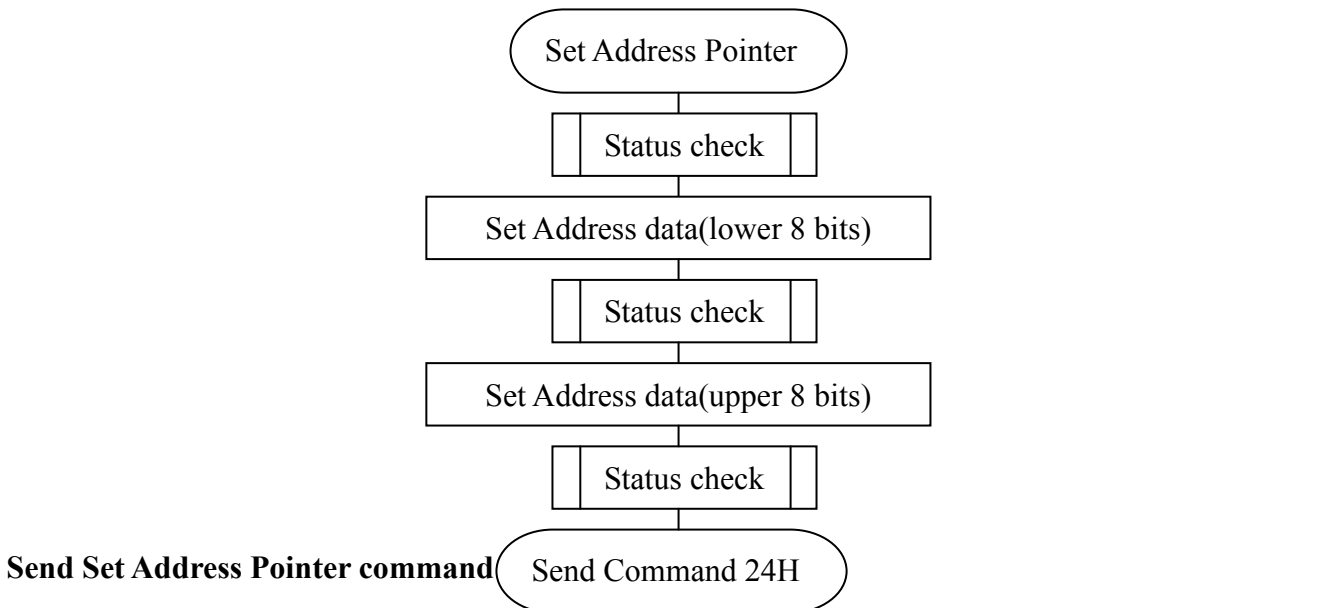 Set Address Pointer
Status check
Set Address data(lower 8 bits)
Status check
Set Address data(upper 8 bits)
Status check
Send Set Address Pointer command
Send Command 24H